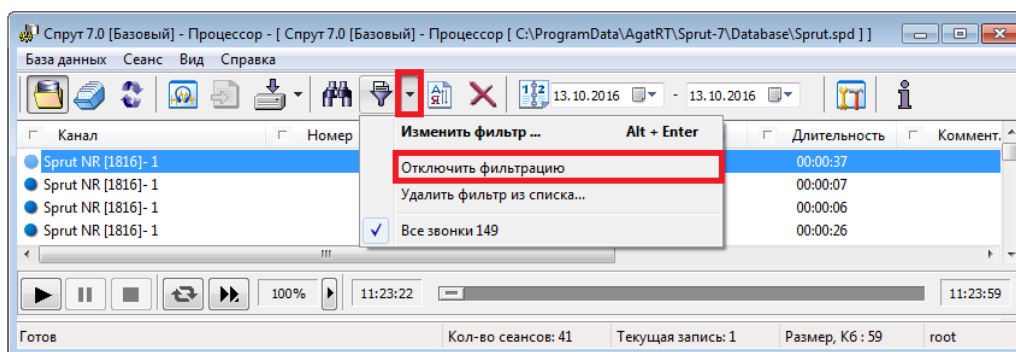 Спрут 7.0 [Базовый] - Процессор - [ Спрут 7.0 [Базовый] - Процессор [ C:\ProgramData\AgatRT\Sprut-7\Database\Sprut.spd ] ]
База данных Сеанс Вид Справка
13.10.2016 - 13.10.2016
Канал Номер Длительность Коммент.
Изменить фильтр ... Alt + Enter
Sprut NR [1816]- 1 00:00:37
Отключить фильтрацию
Sprut NR [1816]- 1 00:00:07
Удалить фильтр из списка...
Sprut NR [1816]- 1 00:00:06
Sprut NR [1816]- 1 00:00:26
Все звонки 149
100% 11:23:22 11:23:59
Готов Кол-во сеансов: 41 Текущая запись: 1 Размер, Кб : 59 root